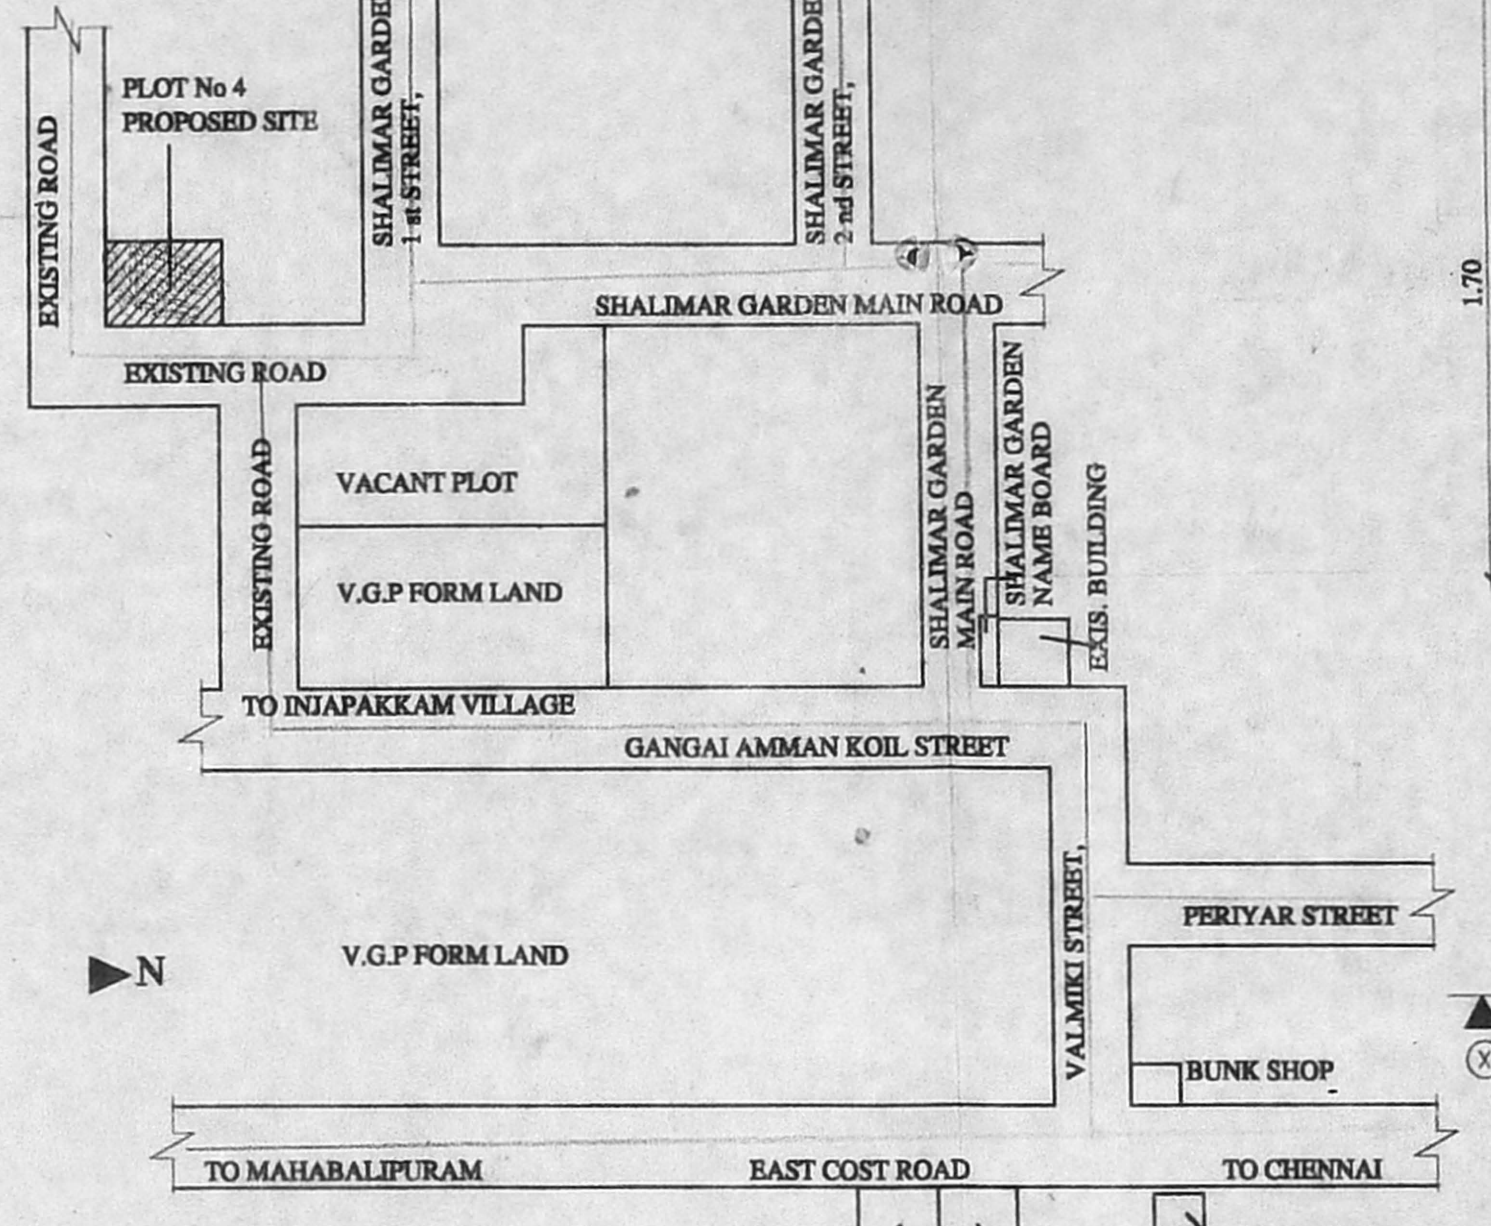 PLOT No 4
PROPOSED SITE
EXISTING ROAD
SHALIMAR GARDE
1 st STREET,
SHALIMAR GARDE
2 nd STREET,
1.70
SHALIMAR GARDEN MAIN ROAD
EXISTING ROAD
EXISTING ROAD
VACANT PLOT
V.G.P FORM LAND
SHALIMAR GARDEN
MAIN ROAD
SHALIMAR GARDEN
NAME BOARD
EXIS. BUILDING
TO INJAPAKKAM VILLAGE
GANGAI AMMAN KOIL STREET
VALMIKI STREET,
PERIYAR STREET
V.G.P FORM LAND
N
X
BUNK SHOP
TO MAHABALIPURAM
EAST COST ROAD
TO CHENNAI